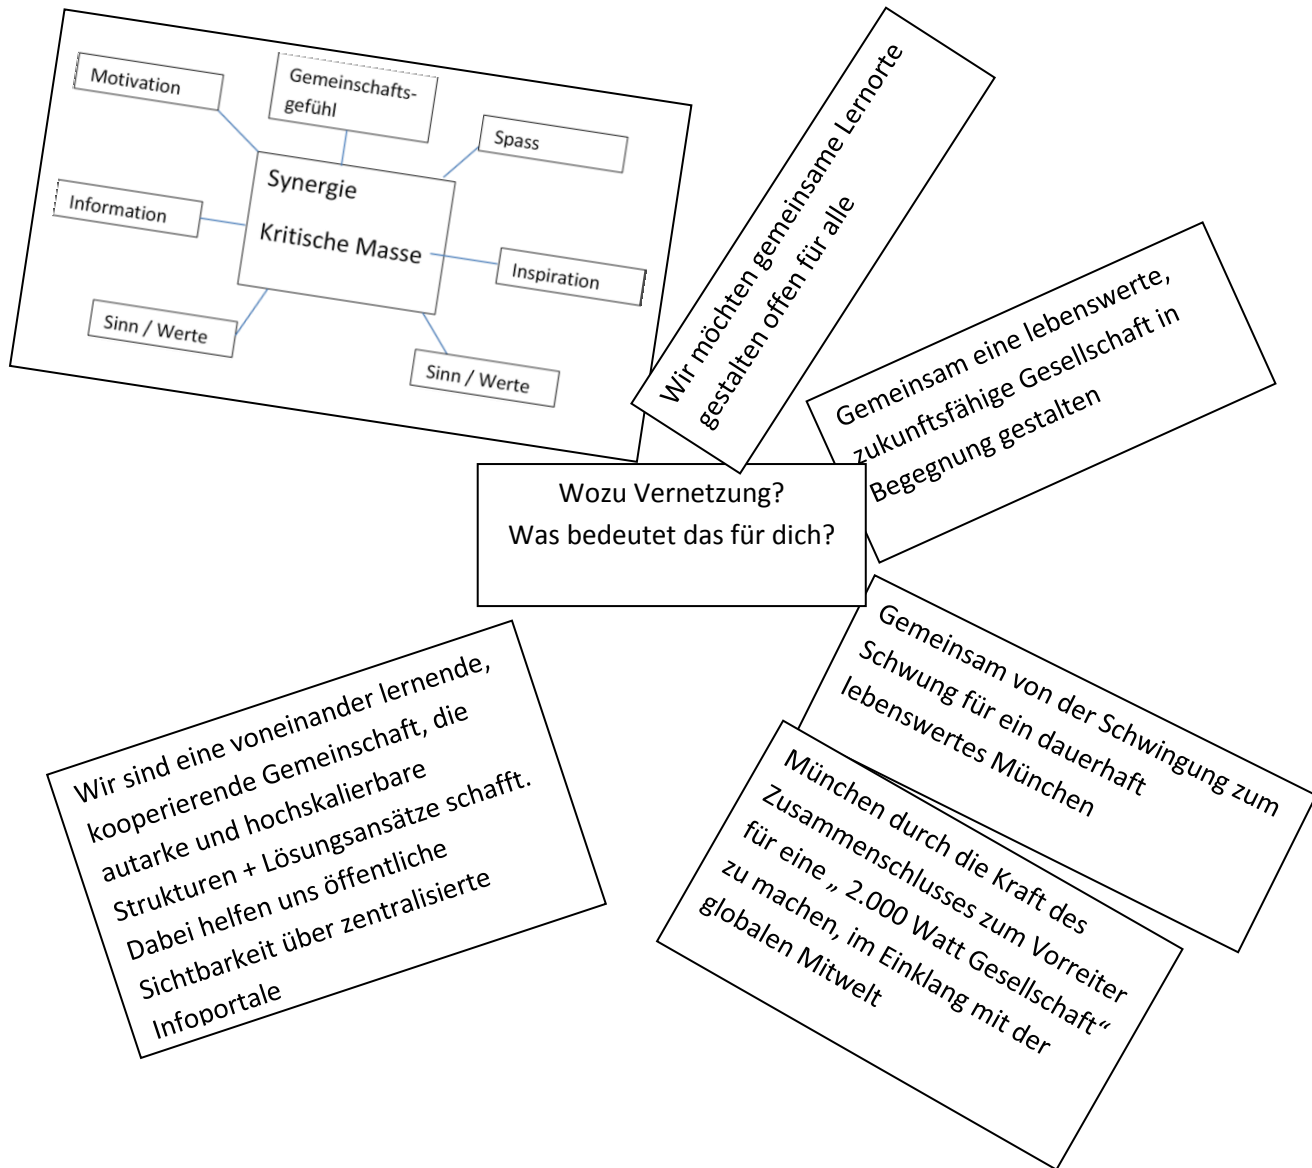 Motivation
Gemeinschafts-
gefühl
Spass
Information
Synergie
Kritische Masse
Inspiration
Sinn / Werte
Sinn / Werte
Wir möchten gemeinsame Lernorte
gestalten offen für alle
Gemeinsam eine lebenswerte,
zukunftsfähige Gesellschaft in
Begegnung gestalten
Wozu Vernetzung?
Was bedeutet das für dich?
Gemeinsam von der Schwingung zum
Schwung für ein dauerhaft
lebenswertes München
München durch die Kraft des
Zusammenschlusses zum Vorreiter
für eine „ 2.000 Watt Gesellschaft“
zu machen, im Einklang mit der
globalen Mitwelt
Wir sind eine voneinander lernende,
kooperierende Gemeinschaft, die
autarke und hochskalierbare
Strukturen + Lösungsansätze schafft.
Dabei helfen uns öffentliche
Sichtbarkeit über zentralisierte
Infoportale